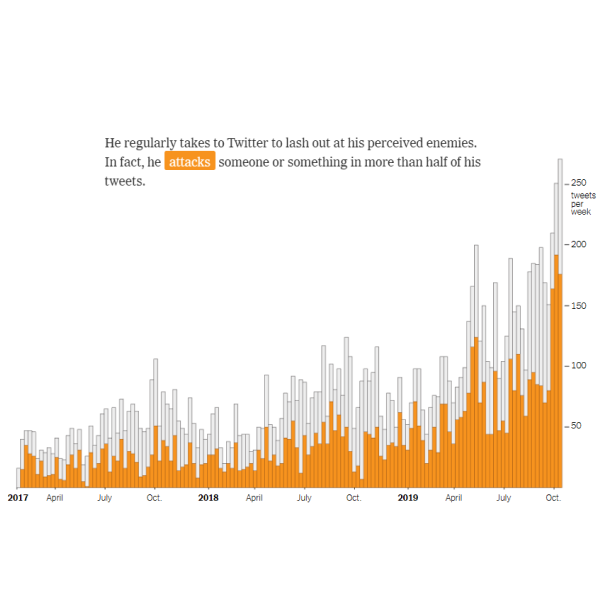 He regularly takes to Twitter to lash out at his perceived enemies.
In fact, he attacks someone or something in more than half of his
tweets.
250
tweets
per
week
200
150
100
50
2017 April July Oct. 2018 April July Oct. 2019 April July Oct.